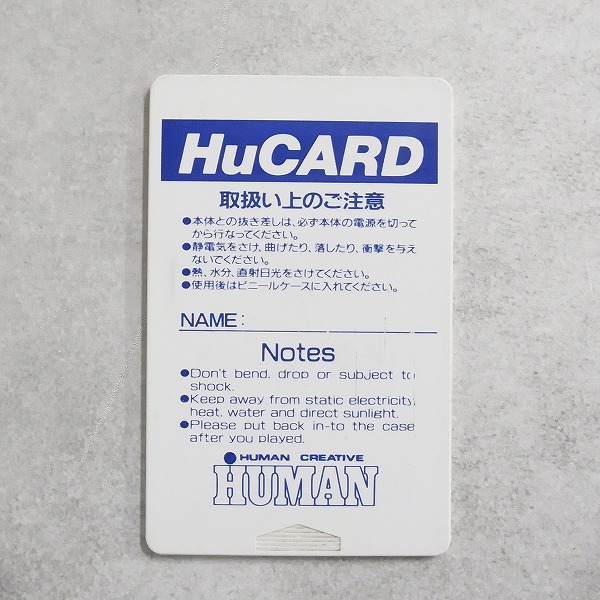 HuCARD
取扱い上のご注意
●本体との抜き差しは、必ず本体の電源を切って
から行なってください。
●静電気をさけ、曲げたり、落したり、衝撃を与え
ないでください。
●熱、水分、直射日光をさけてください。
●使用後はビニールケースに入れてください。
NAME:
Notes
●Don't bend, drop or subject to
shock.
●Keep away from static electricity,
heat, water and direct sunlight.
●Please put back in-to the case
after you played.
HUMAN CREATIVE
HUMAN